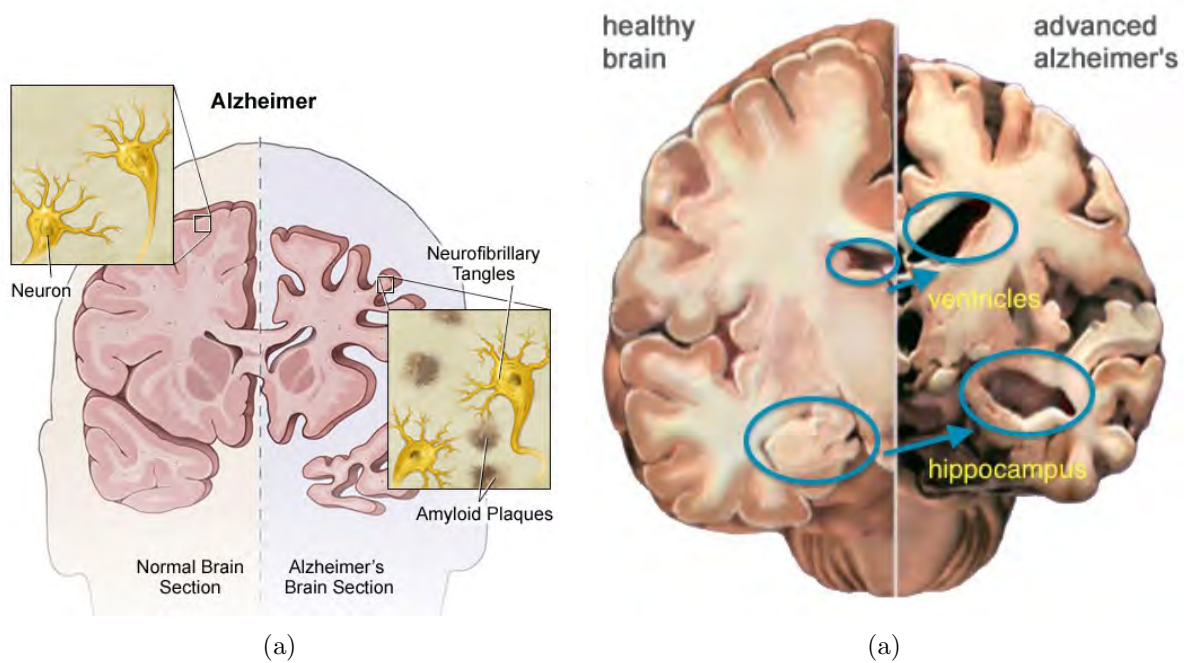 Alzheimer
Neuron
Neurofibrillary
Tangles
Amyloid Plaques
Normal Brain
Section
Alzheimer's
Brain Section
(a)
healthy
brain
advanced
alzheimer's
ventricles
hippocampus
(a)